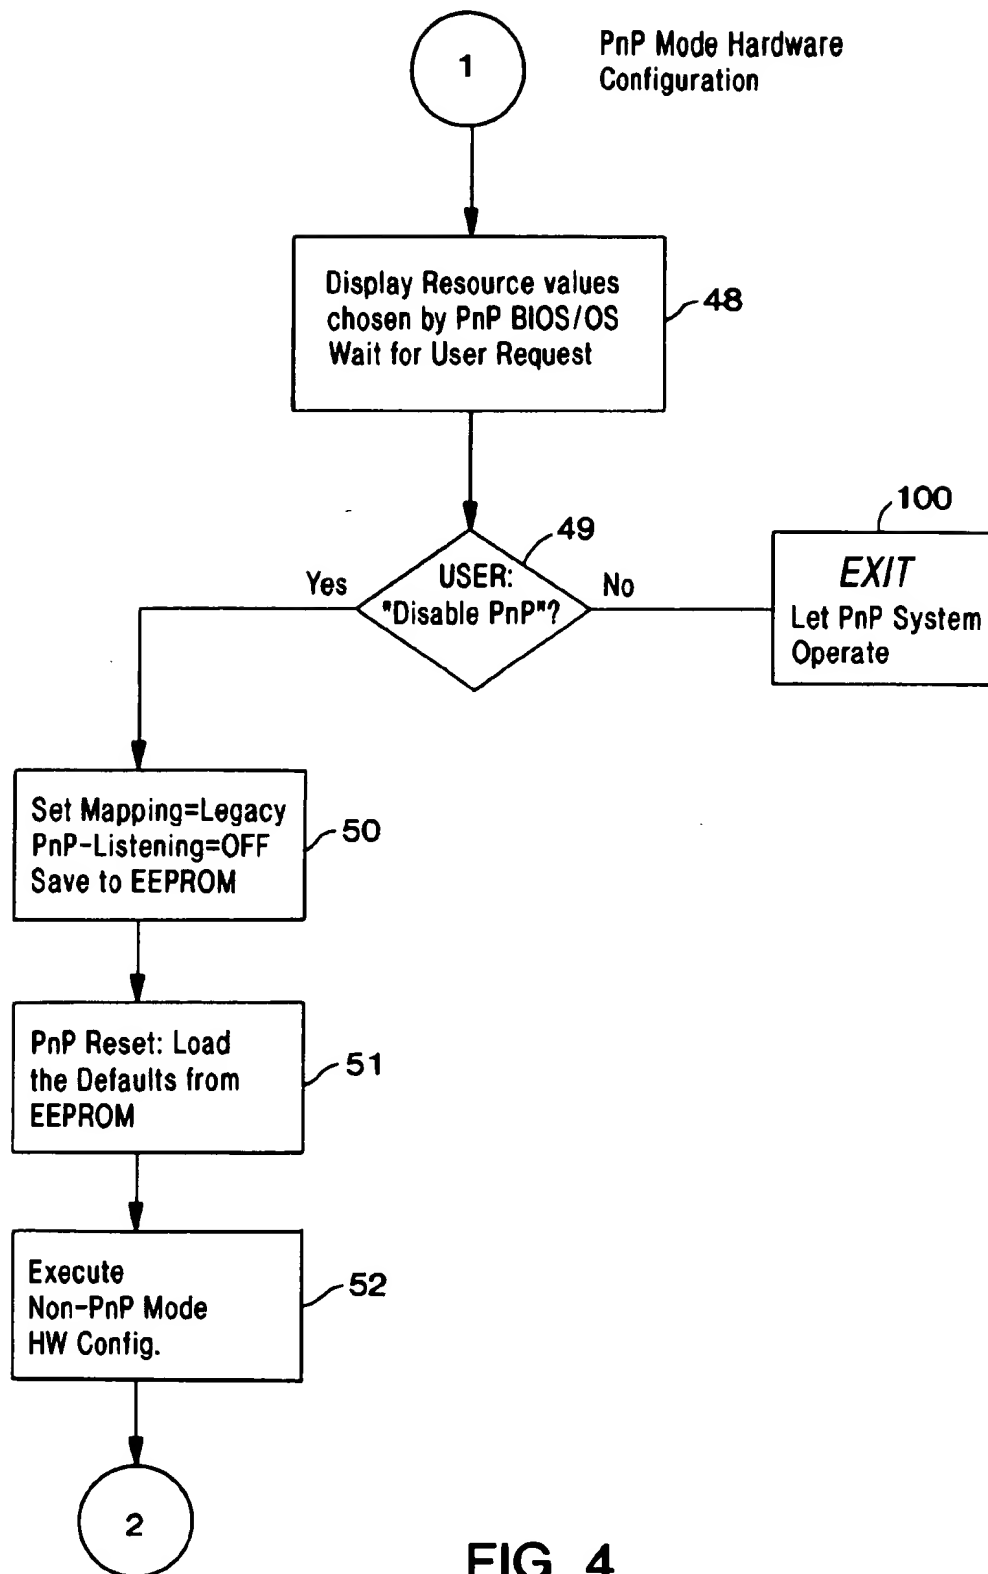 1
PnP Mode Hardware
Configuration
Display Resource values
chosen by PnP BIOS/OS
Wait for User Request
48
49
USER:
"Disable PnP"?
Yes
No
100
EXIT
Let PnP System
Operate
Set Mapping=Legacy
PnP-Listening=OFF
Save to EEPROM
50
PnP Reset: Load
the Defaults from
EEPROM
51
Execute
Non-PnP Mode
HW Config.
52
2
FIG. 4